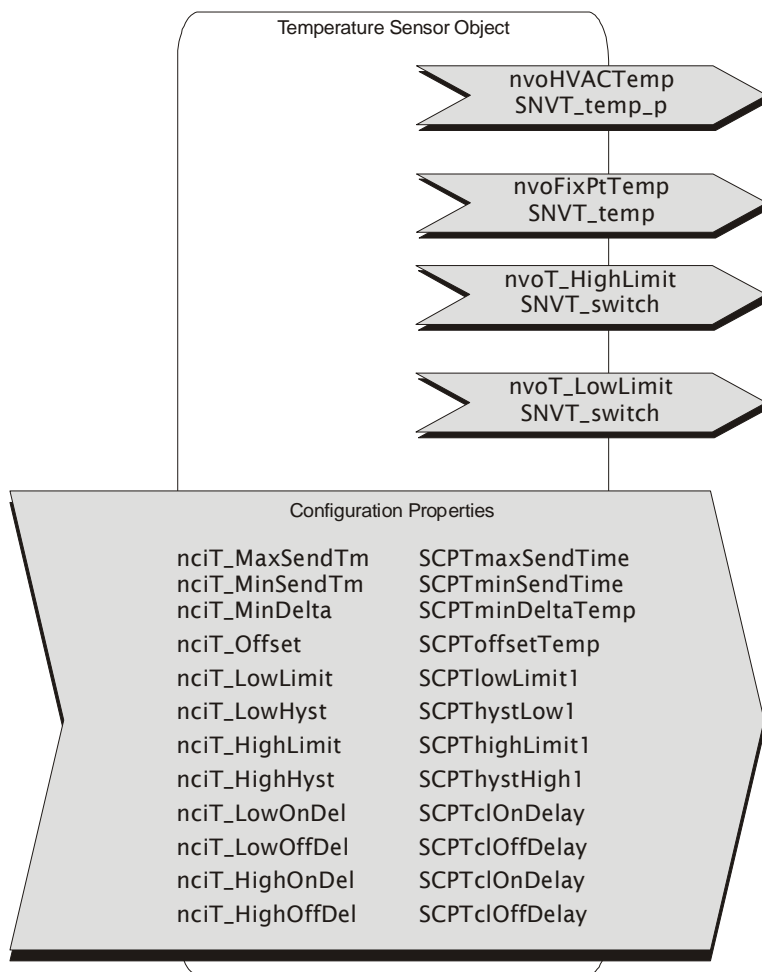 Temperature Sensor Object
nvoHVACTemp
SNVT_temp_p
nvoFixPtTemp
SNVT_temp
nvoT_HighLimit
SNVT_switch
nvoT_LowLimit
SNVT_switch
Configuration Properties
nciT_MaxSendTm SCPTmaxSendTime
nciT_MinSendTm SCPTminSendTime
nciT_MinDelta SCPTminDeltaTemp
nciT_Offset SCPToffsetTemp
nciT_LowLimit SCPTlowLimit1
nciT_LowHyst SCPThystLow1
nciT_HighLimit SCPThighLimit1
nciT_HighHyst SCPThystHigh1
nciT_LowOnDel SCPTclOnDelay
nciT_LowOffDel SCPTclOffDelay
nciT_HighOnDel SCPTclOnDelay
nciT_HighOffDel SCPTclOffDelay